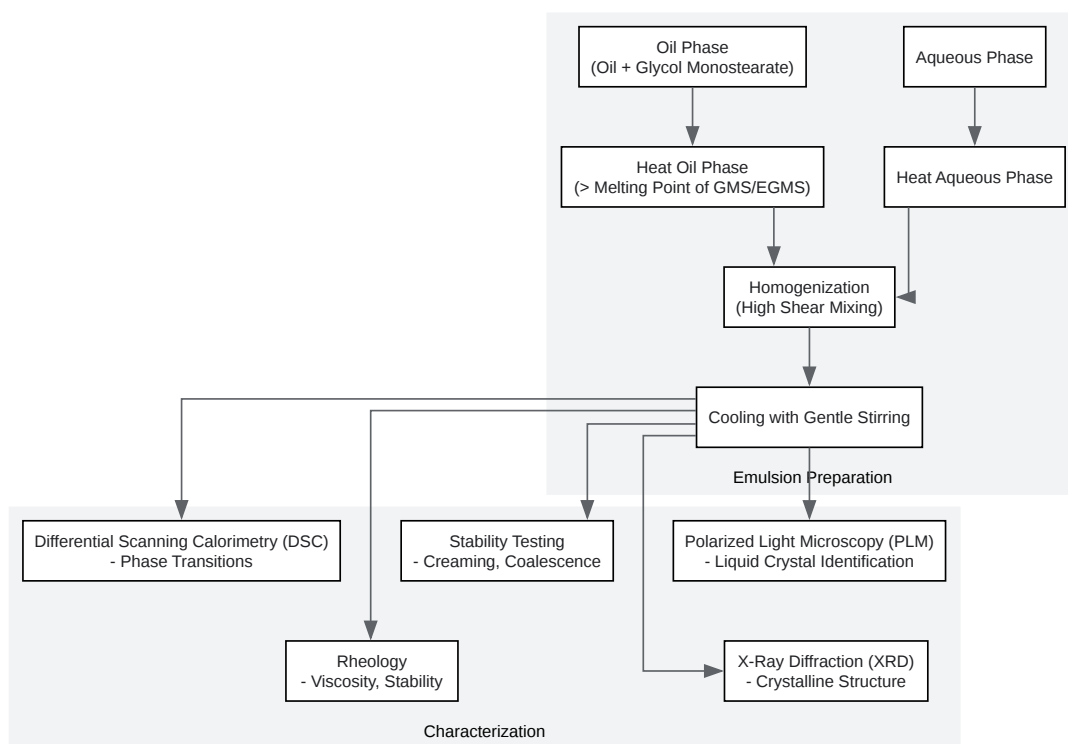 Oil Phase
(Oil + Glycol Monostearate)
Aqueous Phase
Heat Oil Phase
(> Melting Point of GMS/EGMS)
Heat Aqueous Phase
Homogenization
(High Shear Mixing)
Cooling with Gentle Stirring
Emulsion Preparation
Differential Scanning Calorimetry (DSC)
- Phase Transitions
Stability Testing
- Creaming, Coalescence
Polarized Light Microscopy (PLM)
- Liquid Crystal Identification
Rheology
- Viscosity, Stability
X-Ray Diffraction (XRD)
- Crystalline Structure
Characterization